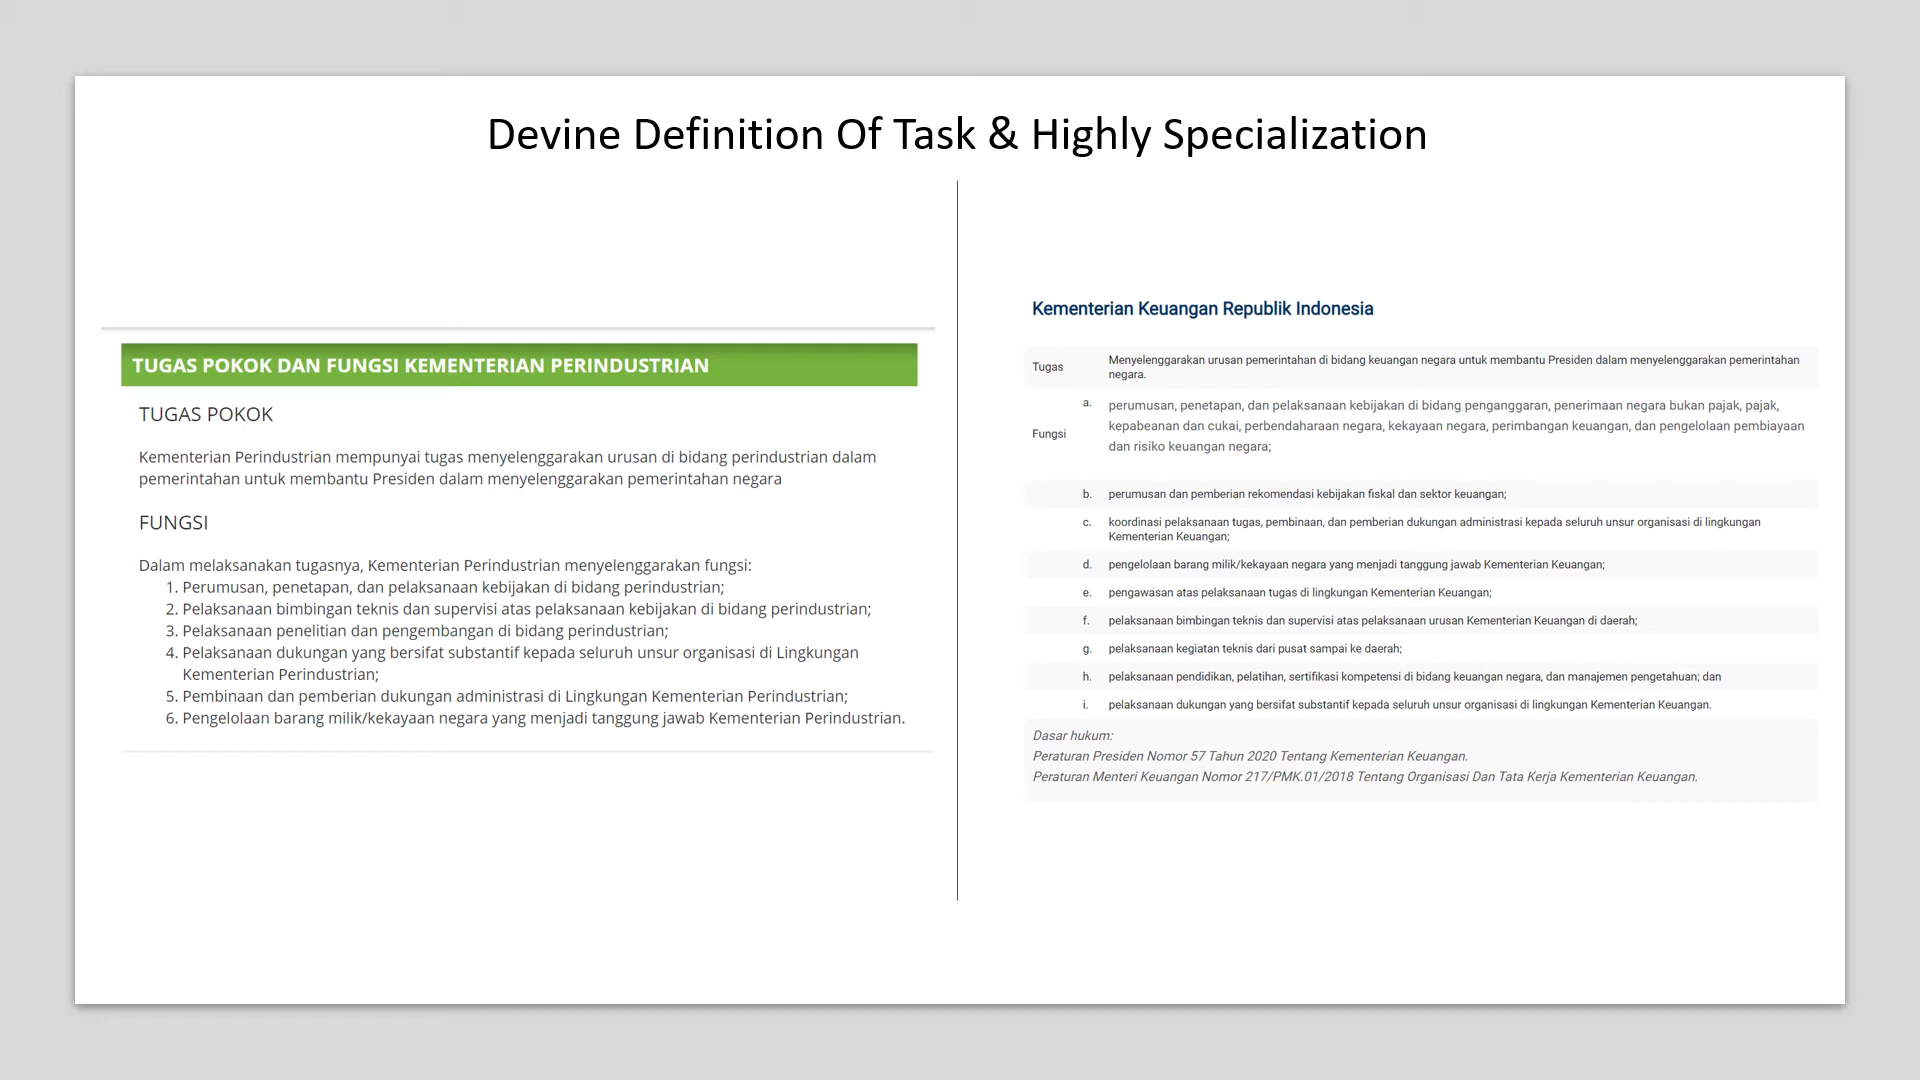 Devine Definition Of Task & Highly Specialization
TUGAS POKOK DAN FUNGSI KEMENTERIAN PERINDUSTRIAN
TUGAS POKOK
Kementerian Perindustrian mempunyai tugas menyelenggarakan urusan di bidang perindustrian dalam
pemerintahan untuk membantu Presiden dalam menyelenggarakan pemerintahan negara
FUNGSI
Dalam melaksanakan tugasnya, Kementerian Perindustrian menyelenggarakan fungsi:
1. Perumusan, penetapan, dan pelaksanaan kebijakan di bidang perindustrian;
2. Pelaksanaan bimbingan teknis dan supervisi atas pelaksanaan kebijakan di bidang perindustrian;
3. Pelaksanaan penelitian dan pengembangan di bidang perindustrian;
4. Pelaksanaan dukungan yang bersifat substantif kepada seluruh unsur organisasi di Lingkungan
Kementerian Perindustrian;
5. Pembinaan dan pemberian dukungan administrasi di Lingkungan Kementerian Perindustrian;
6. Pengelolaan barang milik/kekayaan negara yang menjadi tanggung jawab Kementerian Perindustrian.
Kementerian Keuangan Republik Indonesia
Tugas Menyelenggarakan urusan pemerintahan di bidang keuangan negara untuk membantu Presiden dalam menyelenggarakan pemerintahan
negara.
Fungsi
a. perumusan, penetapan, dan pelaksanaan kebijakan di bidang penganggaran, penerimaan negara bukan pajak, pajak,
kepabeanan dan cukai, perbendaharaan negara, kekayaan negara, perimbangan keuangan, dan pengelolaan pembiayaan
dan risiko keuangan negara;
b. perumusan dan pemberian rekomendasi kebijakan fiskal dan sektor keuangan;
c. koordinasi pelaksanaan tugas, pembinaan, dan pemberian dukungan administrasi kepada seluruh unsur organisasi di lingkungan
Kementerian Keuangan;
d. pengelolaan barang milik/kekayaan negara yang menjadi tanggung jawab Kementerian Keuangan;
e. pengawasan atas pelaksanaan tugas di lingkungan Kementerian Keuangan;
f. pelaksanaan bimbingan teknis dan supervisi atas pelaksanaan urusan Kementerian Keuangan di daerah;
g. pelaksanaan kegiatan teknis dari pusat sampai ke daerah;
h. pelaksanaan pendidikan, pelatihan, sertifikasi kompetensi di bidang keuangan negara, dan manajemen pengetahuan; dan
i. pelaksanaan dukungan yang bersifat substantif kepada seluruh unsur organisasi di lingkungan Kementerian Keuangan.
Dasar hukum:
Peraturan Presiden Nomor 57 Tahun 2020 Tentang Kementerian Keuangan.
Peraturan Menteri Keuangan Nomor 217/PMK.01/2018 Tentang Organisasi Dan Tata Kerja Kementerian Keuangan.